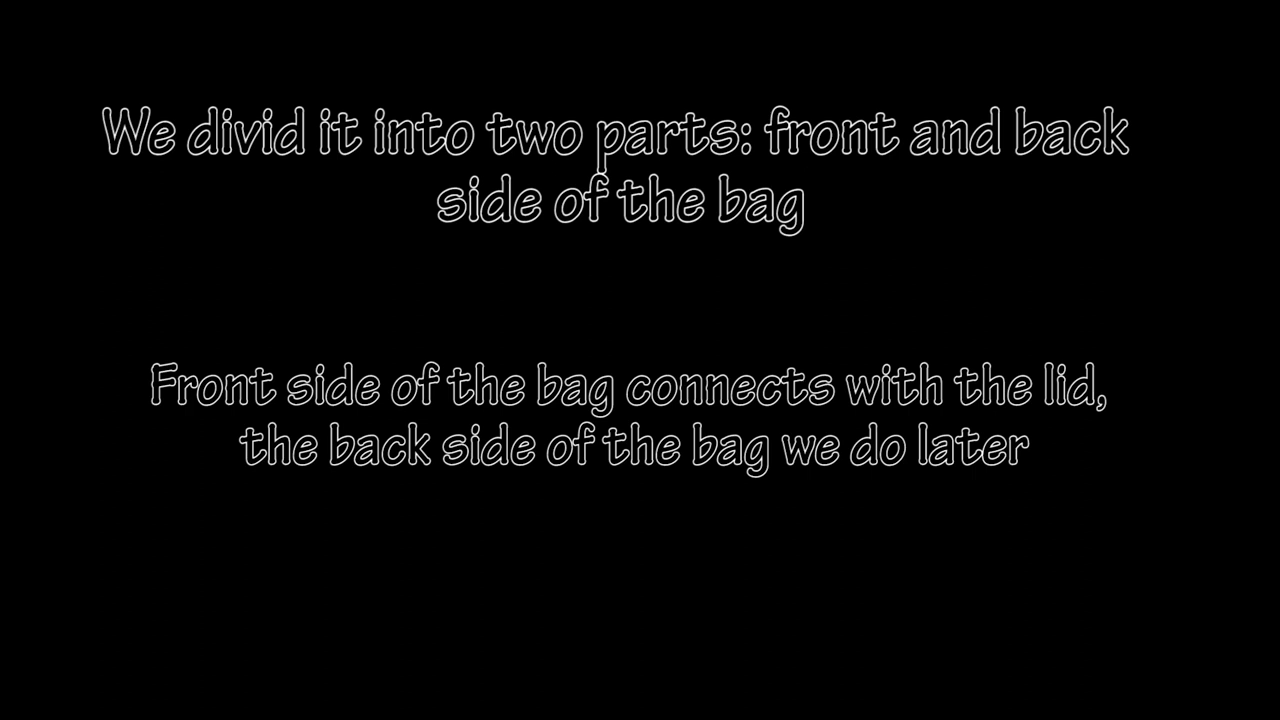 We divid it into two parts: front and back
side of the bag
Front side of the bag connects with the lid,
the back side of the bag we do later